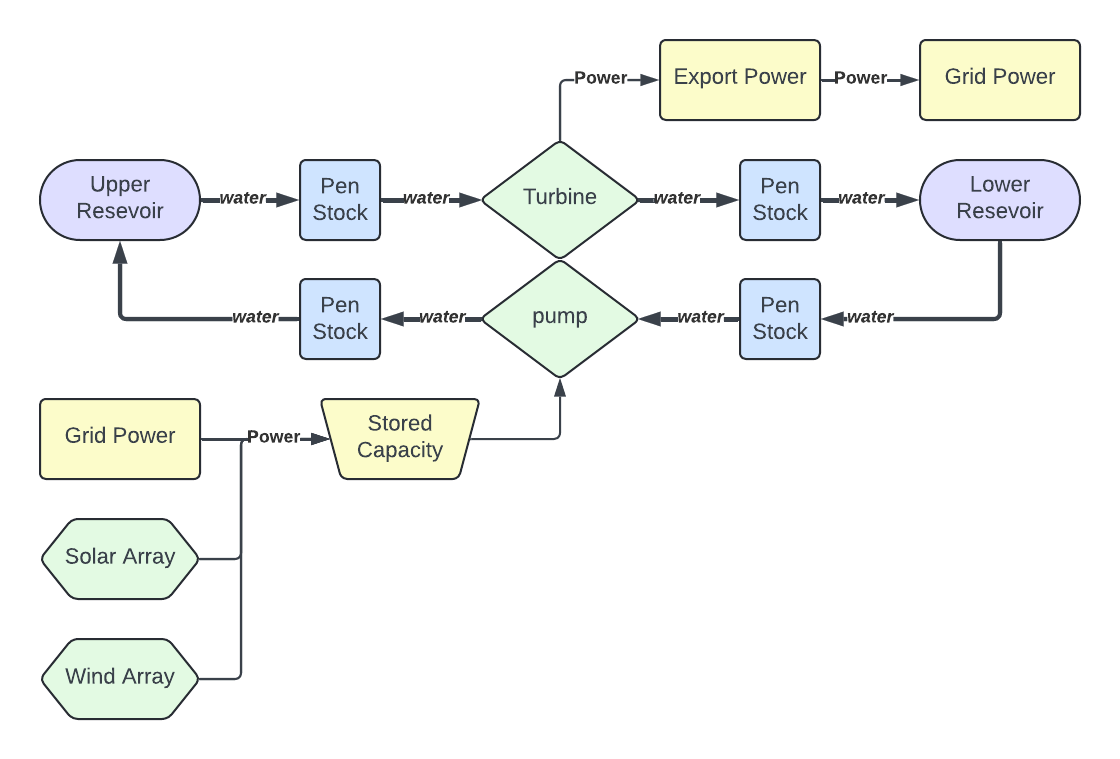 Power
Export Power
Power
Grid Power
Upper
Resevoir
water
Pen
Stock
water
Turbine
water
Pen
Stock
water
Lower
Resevoir
water
Pen
Stock
water
pump
water
Pen
Stock
water
Grid Power
Power
Stored
Capacity
Solar Array
Wind Array